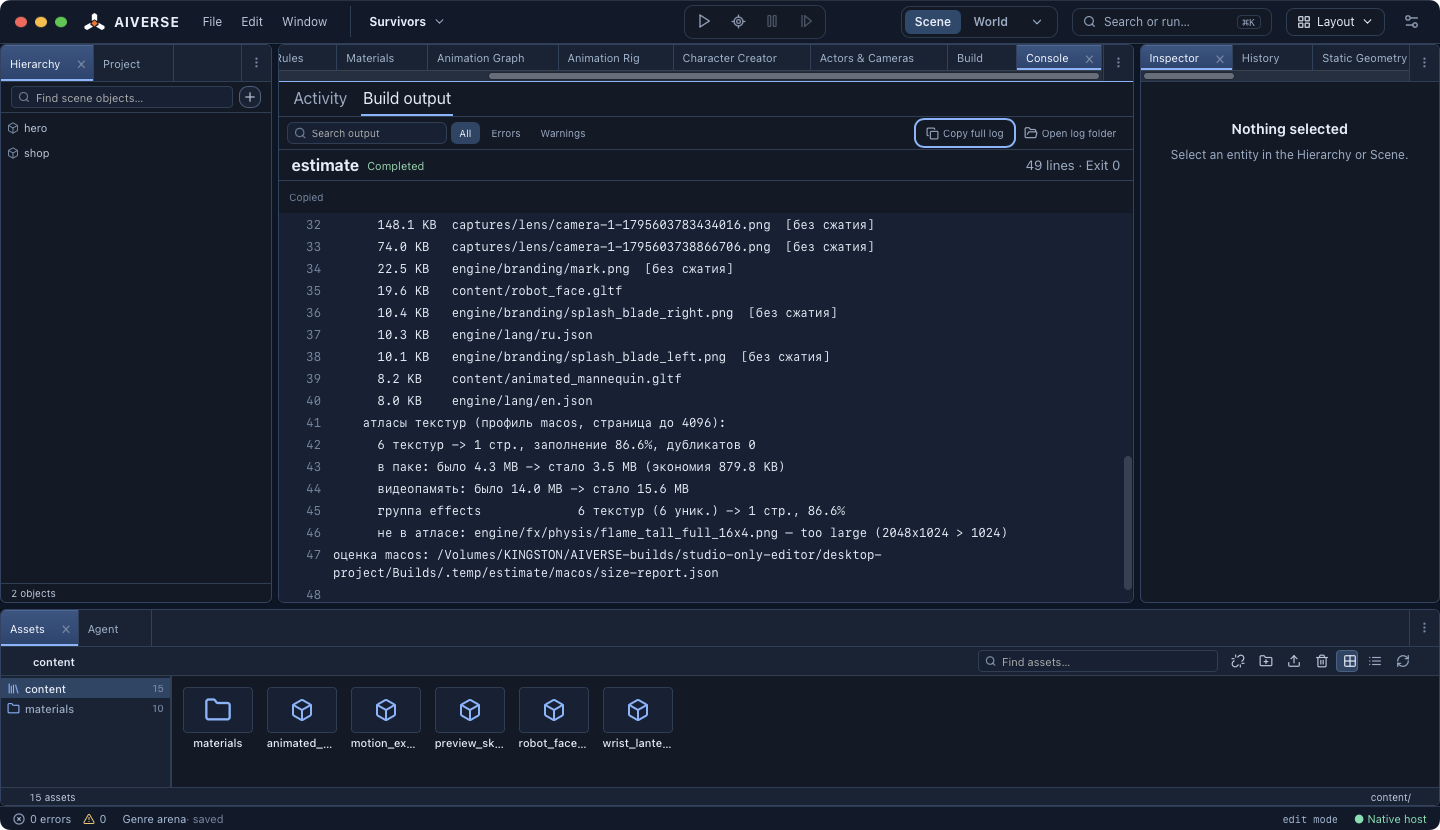 AIVERSE File Edit Window Survivors Scene World Search or run... ⌘K Layout
Hierarchy Project
Find scene objects...
hero
shop
2 objects
Rules Materials Animation Graph Animation Rig Character Creator Actors & Cameras Build Console
Activity Build output
Search output All Errors Warnings Copy full log Open log folder
estimate Completed 49 lines · Exit 0
Copied
32 148.1 KB captures/lens/camera-1-1795603783434016.png [без сжатия]
33 74.0 KB captures/lens/camera-1-1795603738866706.png [без сжатия]
34 22.5 KB engine/branding/mark.png [без сжатия]
35 19.6 KB content/robot_face.gltf
36 10.4 KB engine/branding/splash_blade_right.png [без сжатия]
37 10.3 KB engine/lang/ru.json
38 10.1 KB engine/branding/splash_blade_left.png [без сжатия]
39 8.2 KB content/animated_mannequin.gltf
40 8.0 KB engine/lang/en.json
41 атласы текстур (профиль macos, страница до 4096):
42 6 текстур -> 1 стр., заполнение 86.6%, дубликатов 0
43 в паке: было 4.3 MB -> стало 3.5 MB (экономия 879.8 KB)
44 видеопамять: было 14.0 MB -> стало 15.6 MB
45 группа effects 6 текстур (6 уник.) -> 1 стр., 86.6%
46 не в атласе: engine/fx/physis/flame_tall_full_16x4.png — too large (2048x1024 > 1024)
47 оценка macos: /Volumes/KINGSTON/AIVERSE-builds/studio-only-editor/desktop-
project/Builds/.temp/estimate/macos/size-report.json
48
Inspector History Static Geometry
Nothing selected
Select an entity in the Hierarchy or Scene.
Assets Agent
content Find assets...
content 15
materials 10
materials animated_... motion_ex... preview_sk... robot_face... wrist_lante...
15 assets content/
0 errors 0 Genre arena · saved edit mode Native host